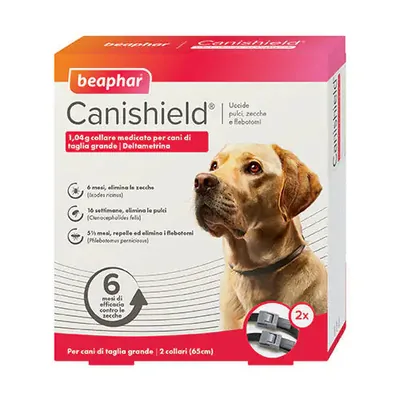 beaphar
Canishield®
Uccide
pulci, zecche
e flebotomi
1,04 g collare medicato per cani di
taglia grande | Deltametrina
6 mesi, elimina le zecche
(Ixodes ricinus)
16 settimane, elimina le pulci
(Ctenocephalides felis)
5½ mesi, repelle ed elimina i flebotomi
(Phlebotomus perniciosus)
6
mesi di
efficacia
contro le
zecche
2x
Per cani di taglia grande | 2 collari (65cm)